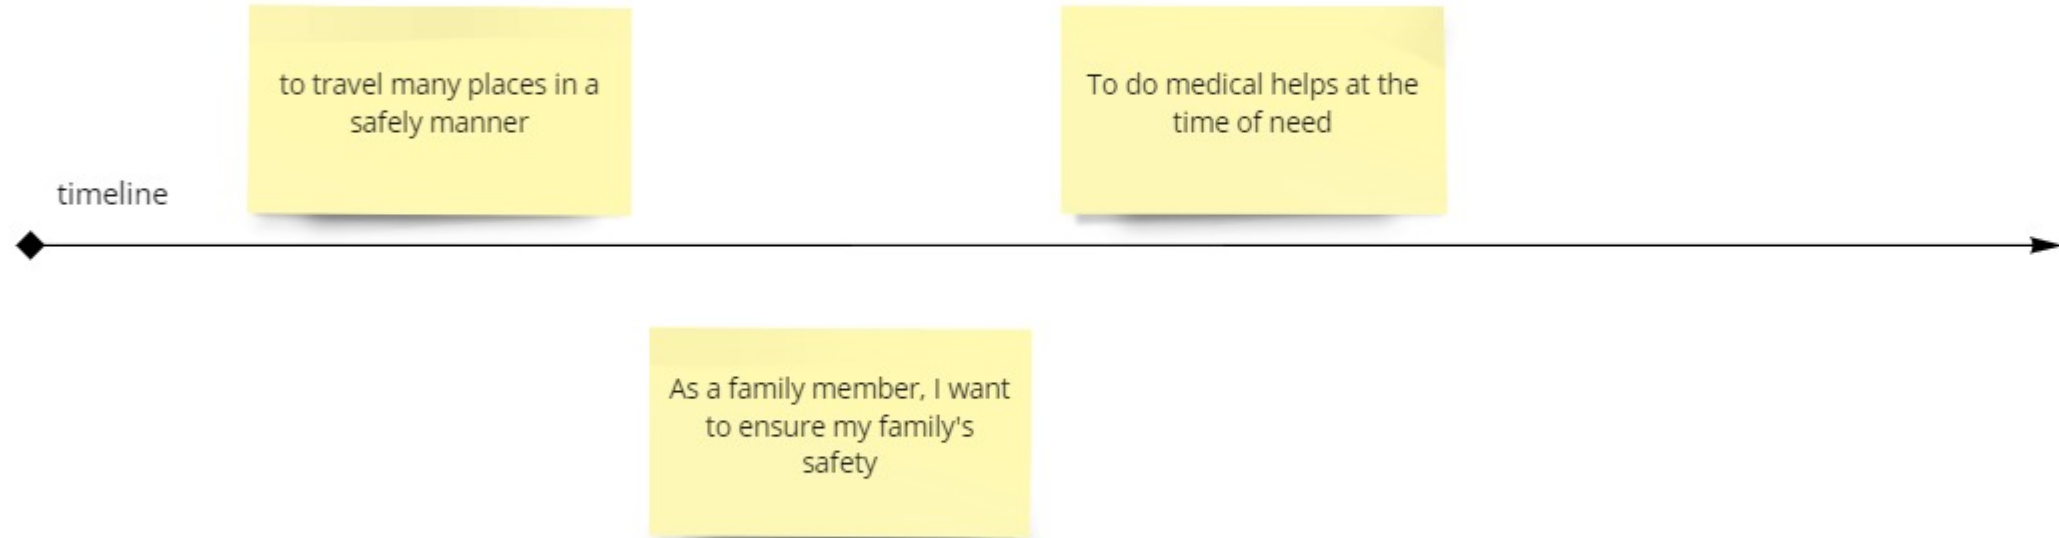 to travel many places in a
safely manner
To do medical helps at the
time of need
timeline
As a family member, I want
to ensure my family's
safety